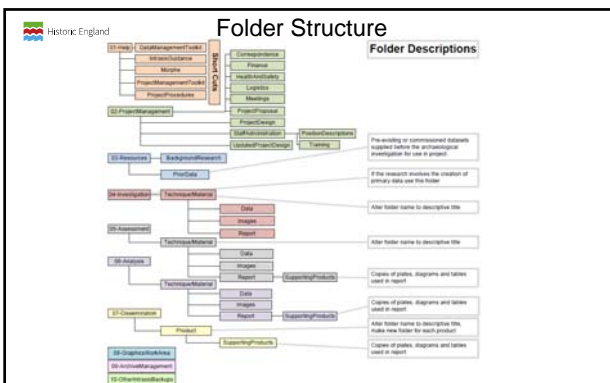 Historic England
Folder Structure
Folder Descriptions
01-Help
DataManagementToolkit
IntrasisGuidance
Morphe
ProjectManagementToolkit
ProjectProcedures
Short Cuts
02-ProjectManagement
Correspondence
Finance
HealthAndSafety
Logistics
Meetings
ProjectProposal
ProjectDesign
StaffAdministration
PositionDescriptions
Training
UpdatedProjectDesign
03-Resources
BackgroundResearch
PriorData
Pre-existing or commissioned datasets
supplied before the archaeological
investigation for use in project.
If the research involves the creation of
primary data use this folder
04-Investigation
Technique/Material
Alter folder name to descriptive title
Data
Images
Report
05-Assessment
Technique/Material
Alter folder name to descriptive title
Data
Images
Report
SupportingProducts
Copies of plates, diagrams and tables
used in report
06-Analysis
Technique/Material
Data
Images
Report
SupportingProducts
Copies of plates, diagrams and tables
used in report
07-Dissemination
Product
Alter folder name to descriptive title,
make new folder for each product
SupportingProducts
Copies of plates, diagrams and tables
used in report
08-GraphicsWorkArea
09-ArchiveManagement
10-OtherIntrasisBackups